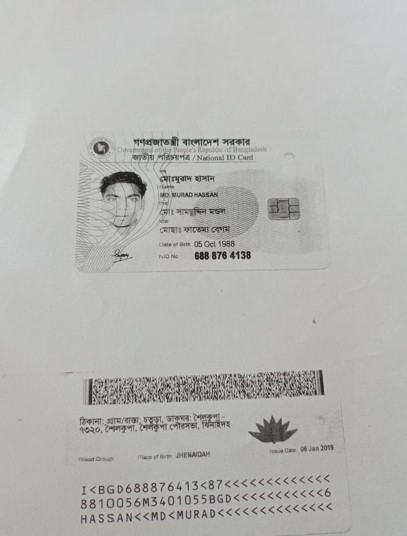 গণপ্রজাতন্ত্রী বাংলাদেশ সরকার
Government of the People's Republic of Bangladesh
জাতীয় পরিচয়পত্র / National ID Card
মোঃমুরাদ হাসান
Name
MD. MURAD HASSAN
মোঃ সামছুদ্দিন মন্ডল
মোছাঃ ফাতেমা বেগম
Date of Birth 05 Oct 1988
NID No. 688 876 4138
ঠিকানা: গ্রাম/রাস্তা: চতুড়া, ডাকঘর: শৈলকুপা -
৭৩২০, শৈলকুপা, শৈলকুপা পৌরসভা, ঝিনাইদহ
Blood Group: Place of Birth: JHENAIDAH Issue Date: 06 Jan 2018
I<BGD688876413<87<<<<<<<<<<<<<
8810056M3401055BGD<<<<<<<<<<<6
HASSAN<<MD<MURAD<<<<<<<<<<<<<<